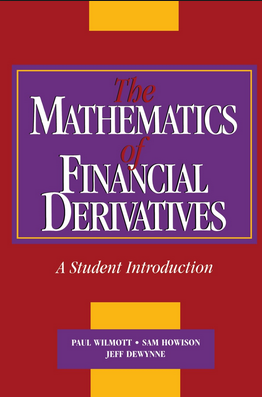 The
MATHEMATICS
of
FINANCIAL
DERIVATIVES
A Student Introduction
PAUL WILMOTT • SAM HOWISON
JEFF DEWYNNE